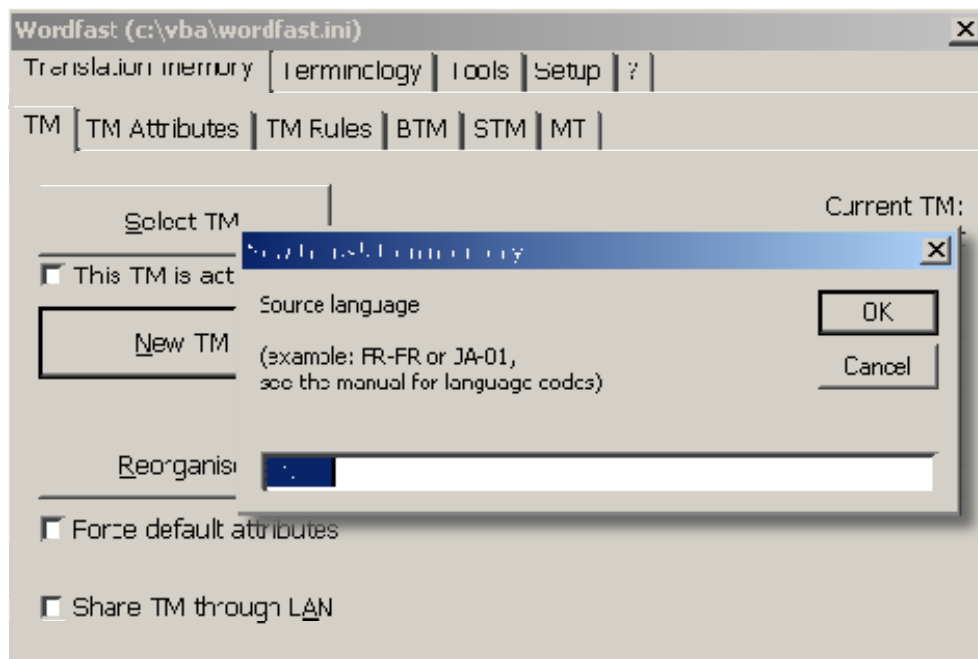 Wordfast (c:\vba\wordfast.ini)
Translation memory Terminology Tools Setup ?
TM TM Attributes TM Rules BTM STM MT
Select TM
Current TM:
This TM is act
Source language
OK
New TM
(example: FR-FR or JA-01,
see the manual for language codes)
Cancel
Reorganise
Force default attributes
Share TM through LAN